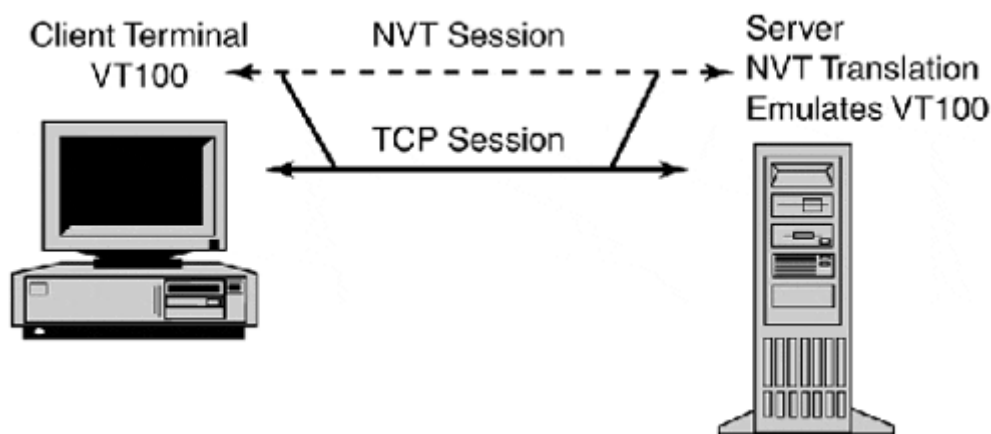 Client Terminal
VT100
NVT Session
Server
NVT Translation
Emulates VT100
TCP Session